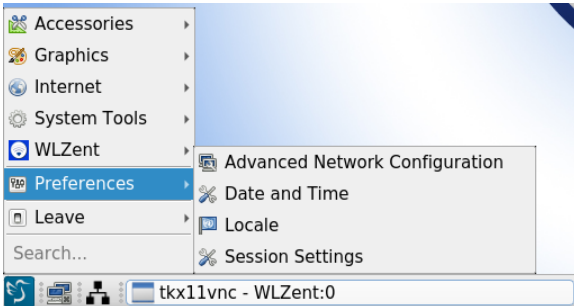 Accessories
Graphics
Internet
System Tools
WLZent
Preferences
Leave
Search...
Advanced Network Configuration
Date and Time
Locale
Session Settings
tkx11vnc - WLZent:0